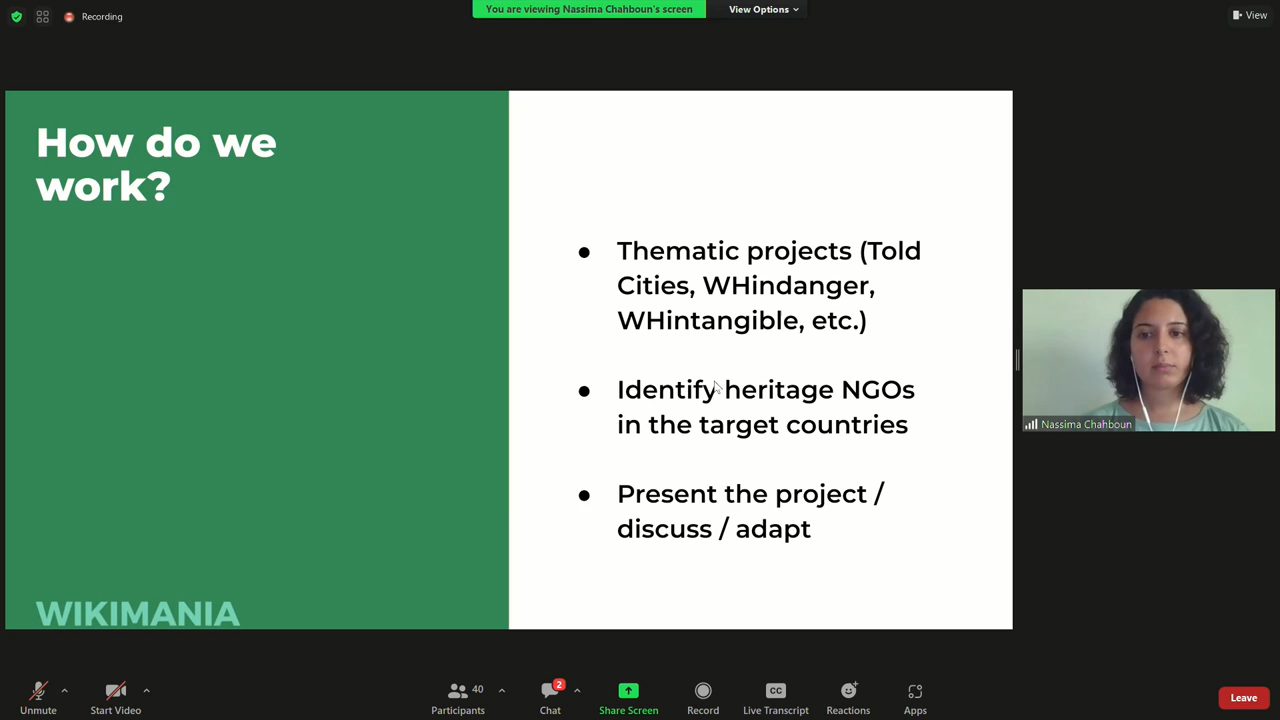 Recording
You are viewing Nassima Chahboun's screen
View Options
View
How do we
work?
● Thematic projects (Told
Cities, WHindanger,
WHintangible, etc.)
● Identify heritage NGOs
in the target countries
● Present the project /
discuss / adapt
WIKIMANIA
Nassima Chahboun
Unmute
Start Video
40
Participants
2
Chat
Share Screen
Record
CC
Live Transcript
Reactions
Apps
Leave